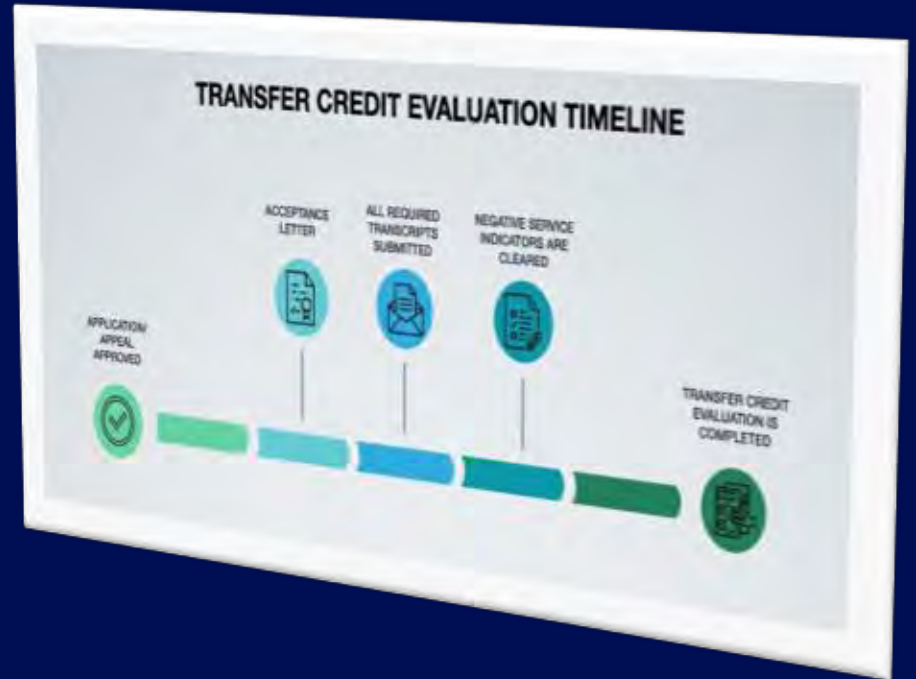 TRANSFER CREDIT EVALUATION TIMELINE
ACCEPTANCE
LETTER
ALL REQUIRED
TRANSCRIPTS
SUBMITTED
NEGATIVE SERVICE
INDICATORS ARE
CLEARED
APPLICATION/
APPEAL
APPROVED
TRANSFER CREDIT
EVALUATION IS
COMPLETED